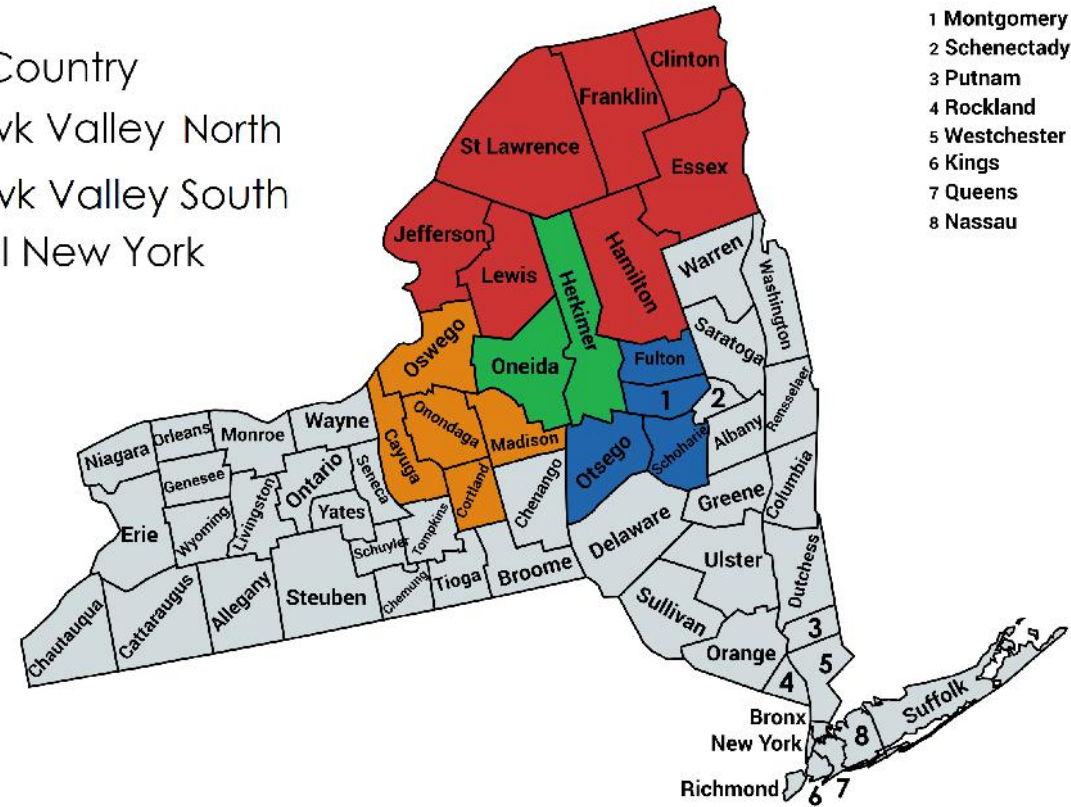 Country
wk Valley North
wk Valley South
l New York
1 Montgomery
2 Schenectady
3 Putnam
4 Rockland
5 Westchester
6 Kings
7 Queens
8 Nassau
Clinton
Franklin
St Lawrence
Essex
Jefferson
Lewis
Herkimer
Hamilton
Warren
Washington
Oswego
Oneida
Fulton
Saratoga
1
2
Rensselaer
Wayne
Onondaga
Madison
Cayuga
Otsego
Schoharie
Albany
Niagara
Orleans
Monroe
Genesee
Ontario
Seneca
Livingston
Wyoming
Yates
Cortland
Chenango
Columbia
Greene
Erie
Tompkins
Schuyler
Delaware
Ulster
Dutchess
Chautauqua
Cattaraugus
Allegany
Steuben
Chemung
Tioga
Broome
Sullivan
3
Orange
5
4
Suffolk
Bronx
New York
8
Richmond
6
7